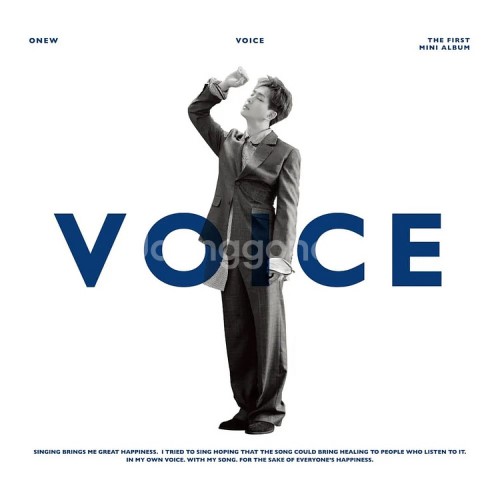 ONEW
VOICE
THE FIRST
MINI ALBUM
VOICE
SINGING BRINGS ME GREAT HAPPINESS. I TRIED TO SING HOPING THAT THE SONG COULD BRING HEALING TO PEOPLE WHO LISTEN TO IT.
IN MY OWN VOICE. WITH MY SONG. FOR THE SAKE OF EVERYONE'S HAPPINESS.